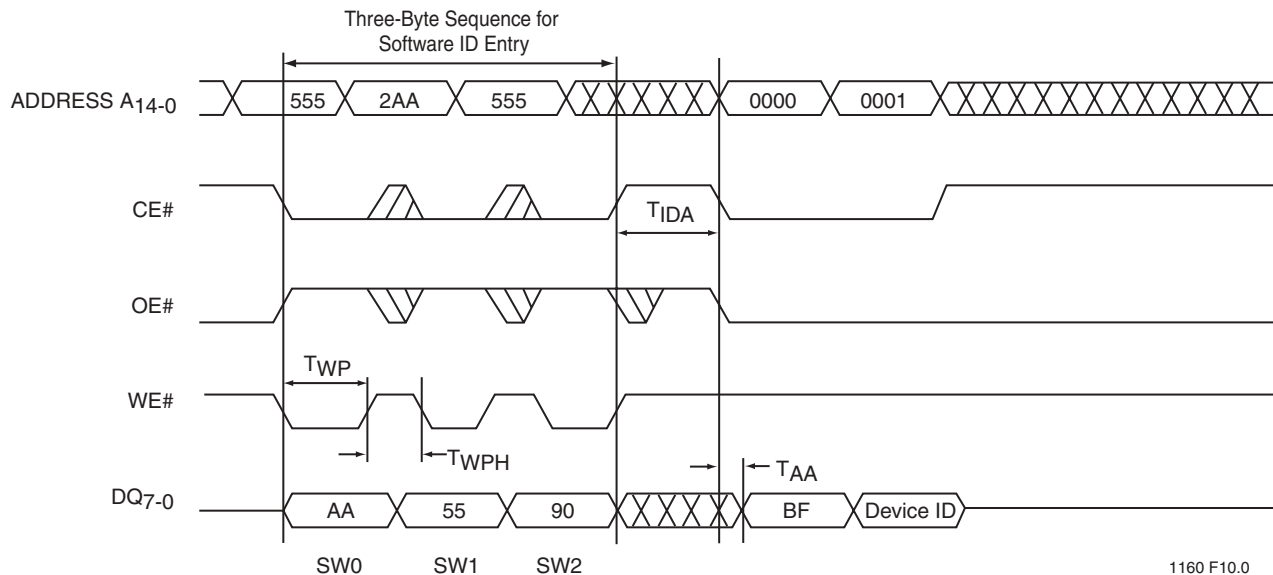 Three-Byte Sequence for
Software ID Entry
ADDRESS A14-0
555 2AA 555 0000 0001
CE#
TIDA
OE#
TWP
WE#
TWPH
TAA
DQ7-0
AA 55 90 BF Device ID
SW0 SW1 SW2
1160 F10.0